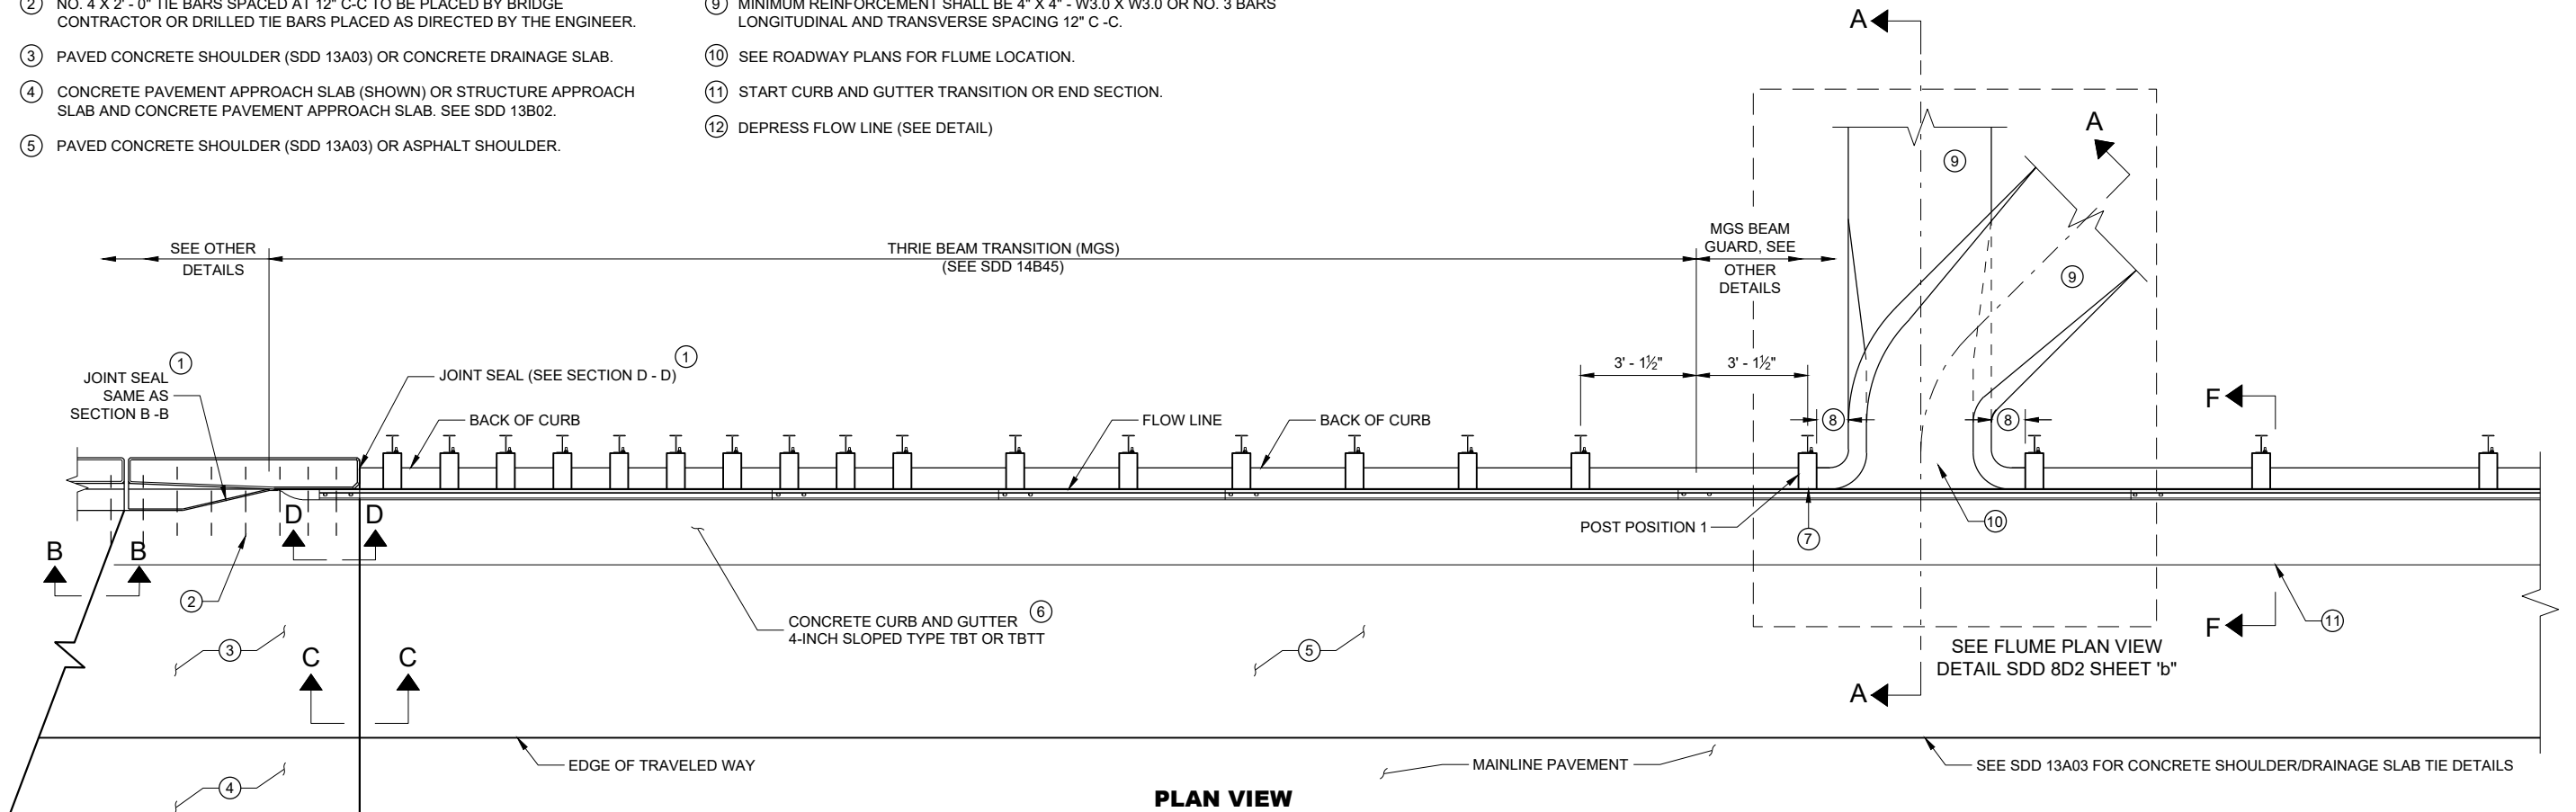 ② NO. 4 X 2' - 0" TIE BARS SPACED AT 12" C-C TO BE PLACED BY BRIDGE
CONTRACTOR OR DRILLED TIE BARS PLACED AS DIRECTED BY THE ENGINEER.
③ PAVED CONCRETE SHOULDER (SDD 13A03) OR CONCRETE DRAINAGE SLAB.
④ CONCRETE PAVEMENT APPROACH SLAB (SHOWN) OR STRUCTURE APPROACH
SLAB AND CONCRETE PAVEMENT APPROACH SLAB. SEE SDD 13B02.
⑤ PAVED CONCRETE SHOULDER (SDD 13A03) OR ASPHALT SHOULDER.
⑨ MINIMUM REINFORCEMENT SHALL BE 4" X 4" - W3.0 X W3.0 OR NO. 3 BARS
LONGITUDINAL AND TRANSVERSE SPACING 12" C -C.
⑩ SEE ROADWAY PLANS FOR FLUME LOCATION.
⑪ START CURB AND GUTTER TRANSITION OR END SECTION.
⑫ DEPRESS FLOW LINE (SEE DETAIL)
A
A
⑨
⑨
SEE OTHER
DETAILS
THRIE BEAM TRANSITION (MGS)
(SEE SDD 14B45)
MGS BEAM
GUARD, SEE
OTHER
DETAILS
①
JOINT SEAL
SAME AS
SECTION B -B
①
JOINT SEAL (SEE SECTION D - D)
3' - 1½"
3' - 1½"
BACK OF CURB
FLOW LINE
BACK OF CURB
⑧
⑧
F
D
D
B
B
②
POST POSITION 1
⑦
⑩
CONCRETE CURB AND GUTTER ⑥
4-INCH SLOPED TYPE TBT OR TBTT
③
⑤
F
⑪
C
C
SEE FLUME PLAN VIEW
DETAIL SDD 8D2 SHEET 'b"
A
EDGE OF TRAVELED WAY
MAINLINE PAVEMENT
SEE SDD 13A03 FOR CONCRETE SHOULDER/DRAINAGE SLAB TIE DETAILS
④
PLAN VIEW